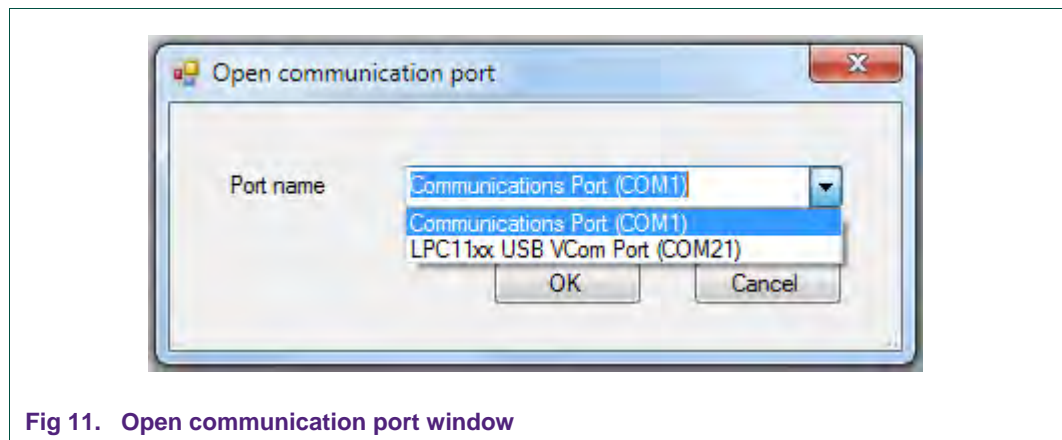 Open communication port
Port name
Communications Port (COM1)
Communications Port (COM1)
LPC11xx USB VCom Port (COM21)
OK Cancel
Fig 11. Open communication port window